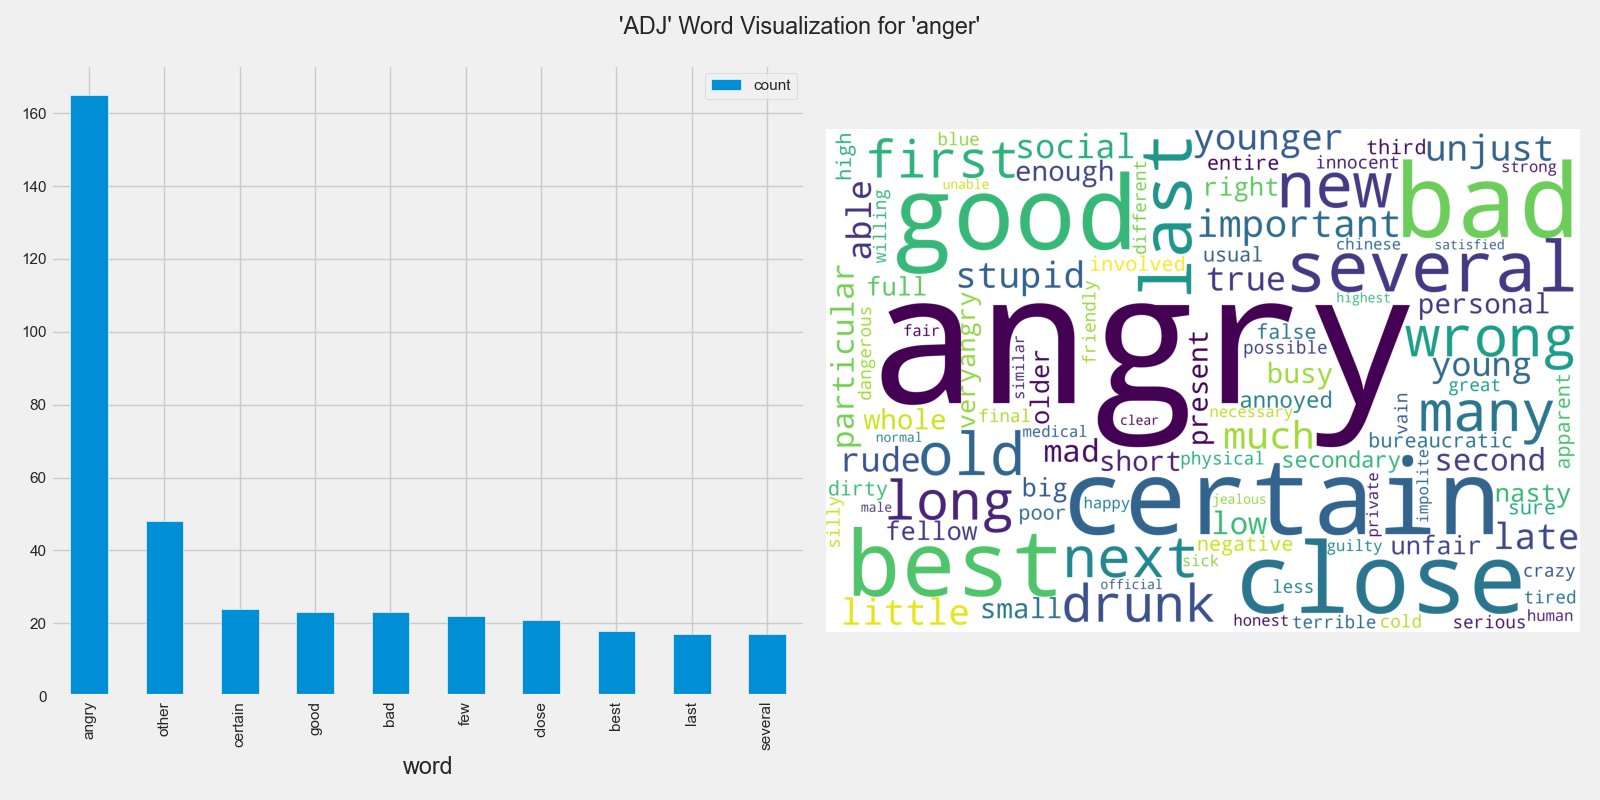 'ADJ' Word Visualization for 'anger'
count
160
140
120
100
80
60
40
20
0
angry
other
certain
good
bad
few
close
best
last
several
word
high
blue
first
social
last
younger
third
unjust
entire
innocent
strong
enough
unable
good
different
right
new
bad
able
willing
important
chinese
satisfied
usual
several
involved
true
stupid
full
particular
highest
personal
angry
fair
friendly
dangerous
veryangry
similar
older
present
false
possible
wrong
young
busy
great
annoyed
apparent
whole
final
clear
necessary
vain
many
normal
medical
much
bureaucratic
rude
old
mad
short
physical
secondary
second
dirty
big
certain
private
impolite
nasty
male
long
poor
happy
jealous
sure
silly
fellow
low
negative
guilty
unfair
late
best
next
sick
close
crazy
official
less
tired
little
small
drunk
honest
terrible
cold
serious
human